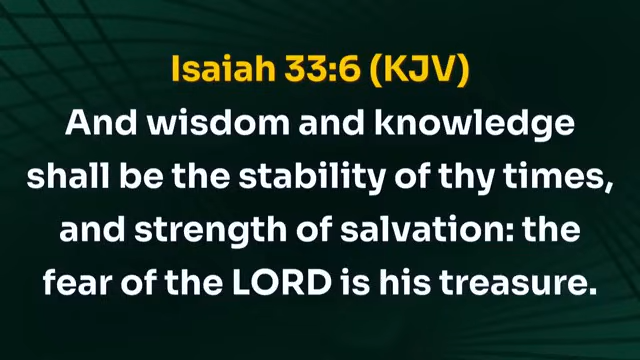 Isaiah 33:6 (KJV)
And wisdom and knowledge
shall be the stability of thy times,
and strength of salvation: the
fear of the LORD is his treasure.